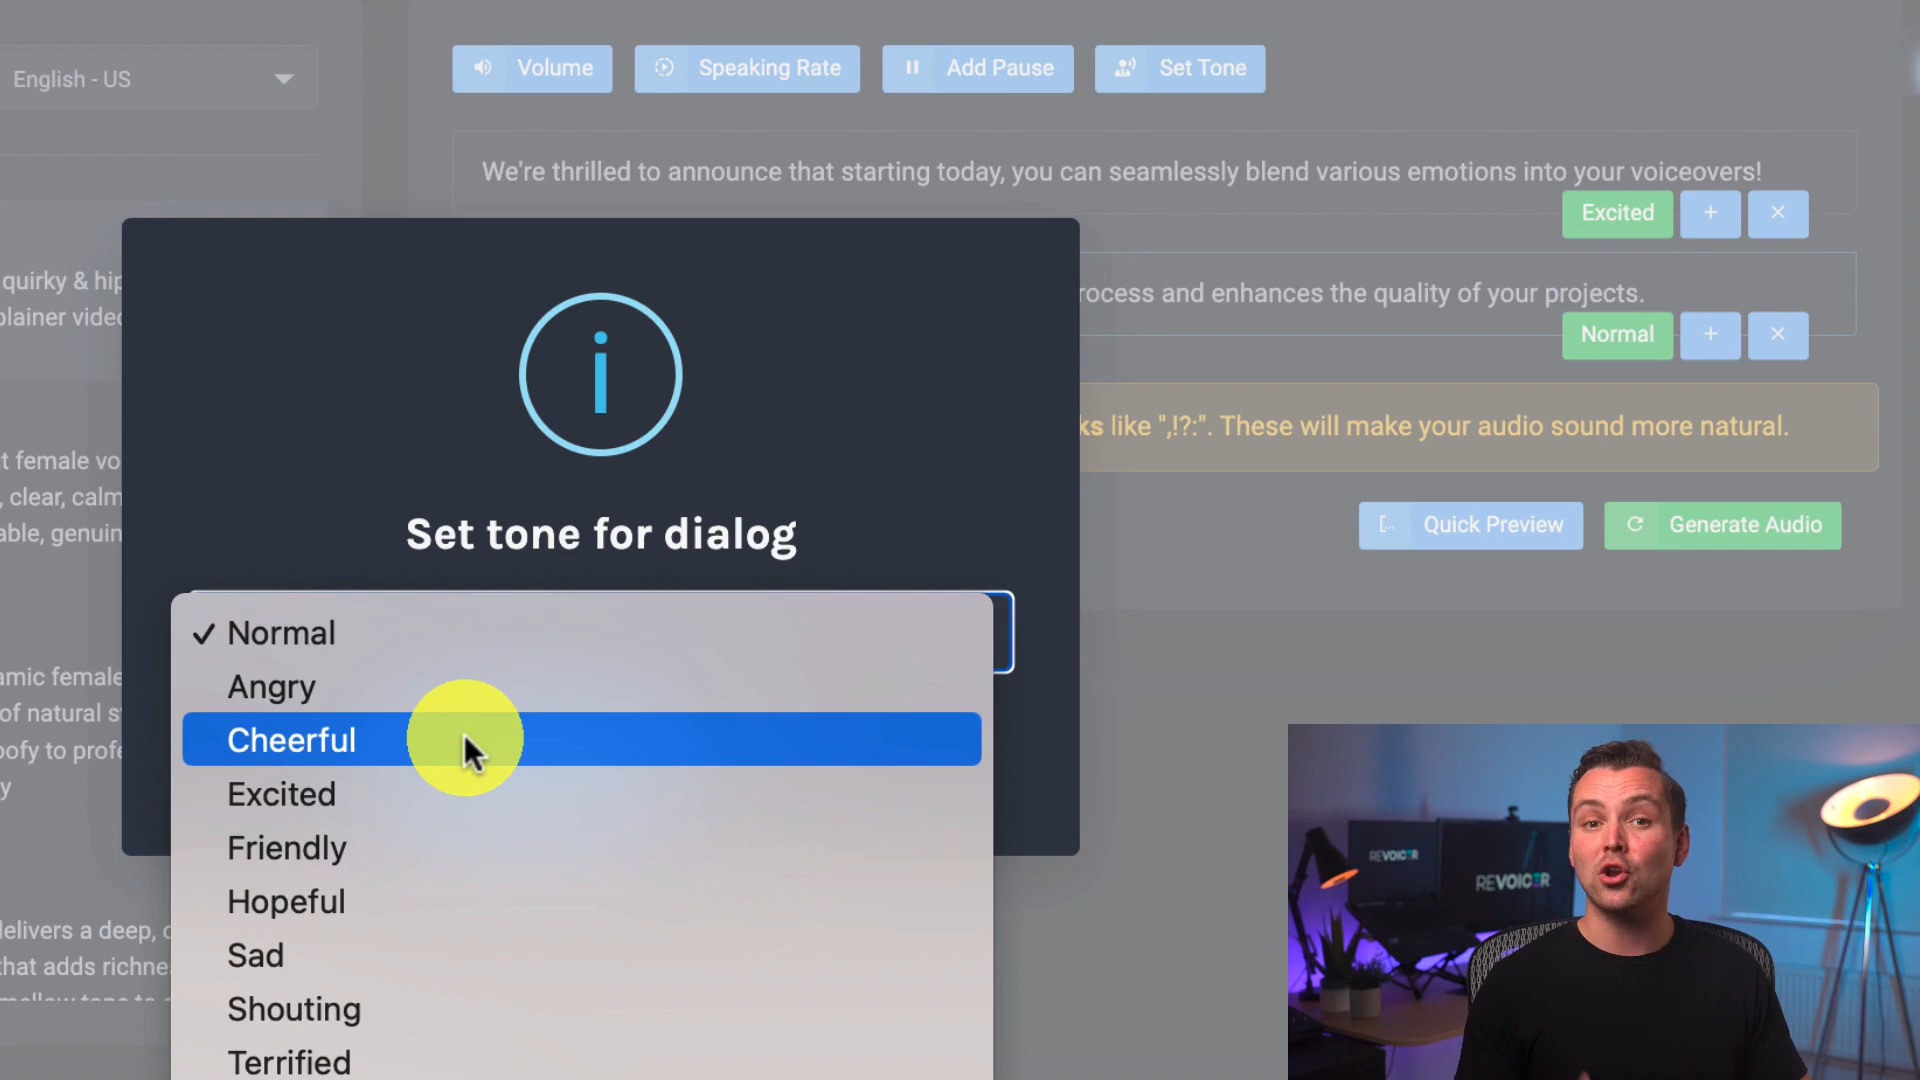 English - US
Volume
Speaking Rate
Add Pause
Set Tone
We're thrilled to announce that starting today, you can seamlessly blend various emotions into your voiceovers!
Excited
+
×
quirky & hip
plainer video
rocess and enhances the quality of your projects.
Normal
+
×
ks like ",!?:". These will make your audio sound more natural.
t female vo
, clear, calm
able, genuin
Quick Preview
Generate Audio
i
Set tone for dialog
✓ Normal
Angry
Cheerful
Excited
Friendly
Hopeful
Sad
Shouting
Terrified
amic female
of natural s
oofy to profe
y
delivers a deep, c
that adds richne
REVOICER
REVOICER